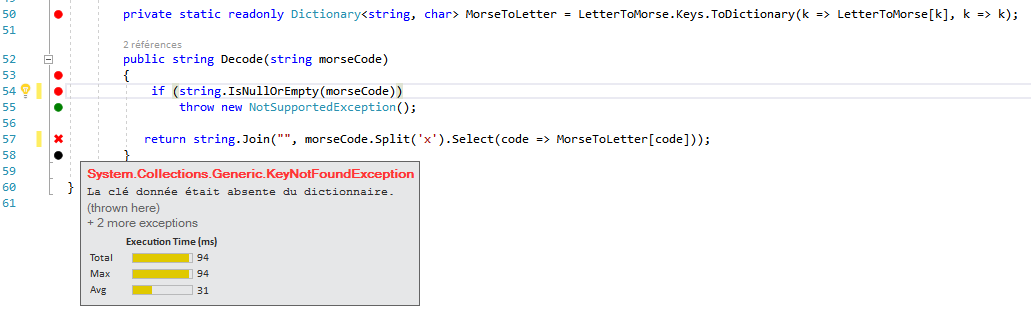 50 private static readonly Dictionary<string, char> MorseToLetter = LetterToMorse.Keys.ToDictionary(k => LetterToMorse[k], k => k);
51
2 références
52 public string Decode(string morseCode)
53 {
54 if (string.IsNullOrEmpty(morseCode))
55 throw new NotSupportedException();
56
57 return string.Join("", morseCode.Split('x').Select(code => MorseToLetter[code]));
58 }
59
60 }
61
System.Collections.Generic.KeyNotFoundException
La clé donnée était absente du dictionnaire.
(thrown here)
+ 2 more exceptions
Execution Time (ms)
Total 94
Max 94
Avg 31